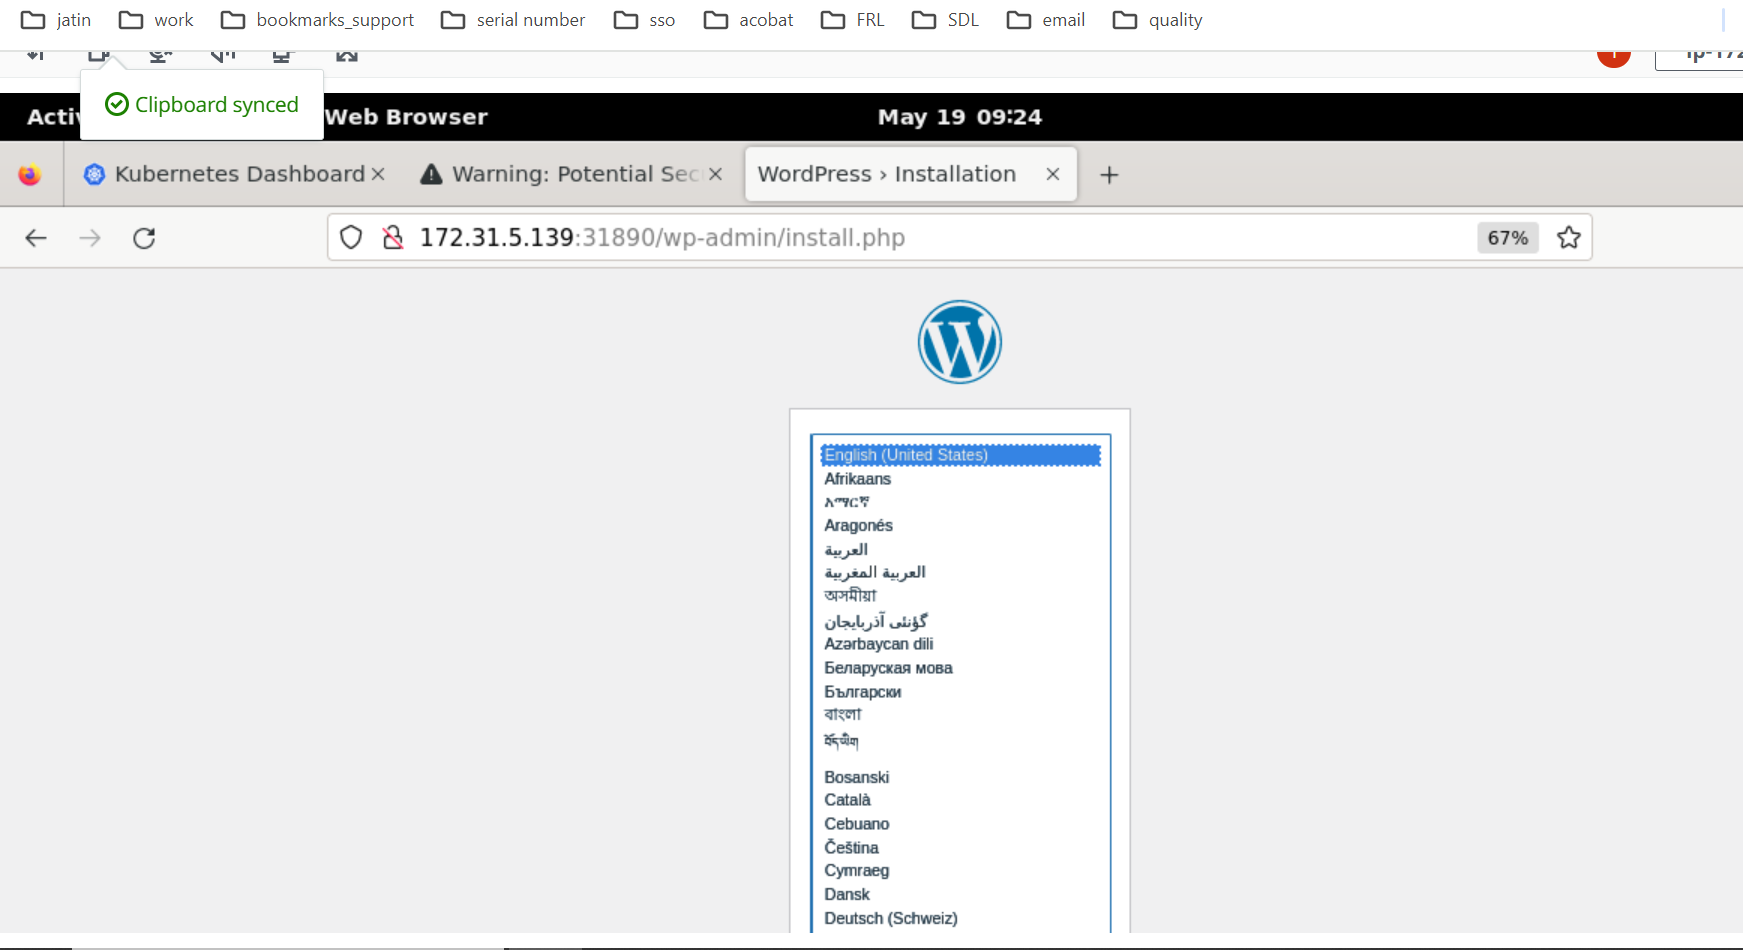 jatin work bookmarks_support serial number sso acobat FRL SDL email quality
Clipboard synced
Web Browser May 19 09:24
Kubernetes Dashboard Warning: Potential Sec WordPress › Installation
172.31.5.139:31890/wp-admin/install.php 67%
English (United States)
Afrikaans
አማርኛ
Aragonés
العربية
العربية المغربية
অসমীয়া
گؤنئی آذربایجان
Azərbaycan dili
Беларуская мова
Български
বাংলা
བོད་ཡིག
Bosanski
Català
Cebuano
Čeština
Cymraeg
Dansk
Deutsch (Schweiz)